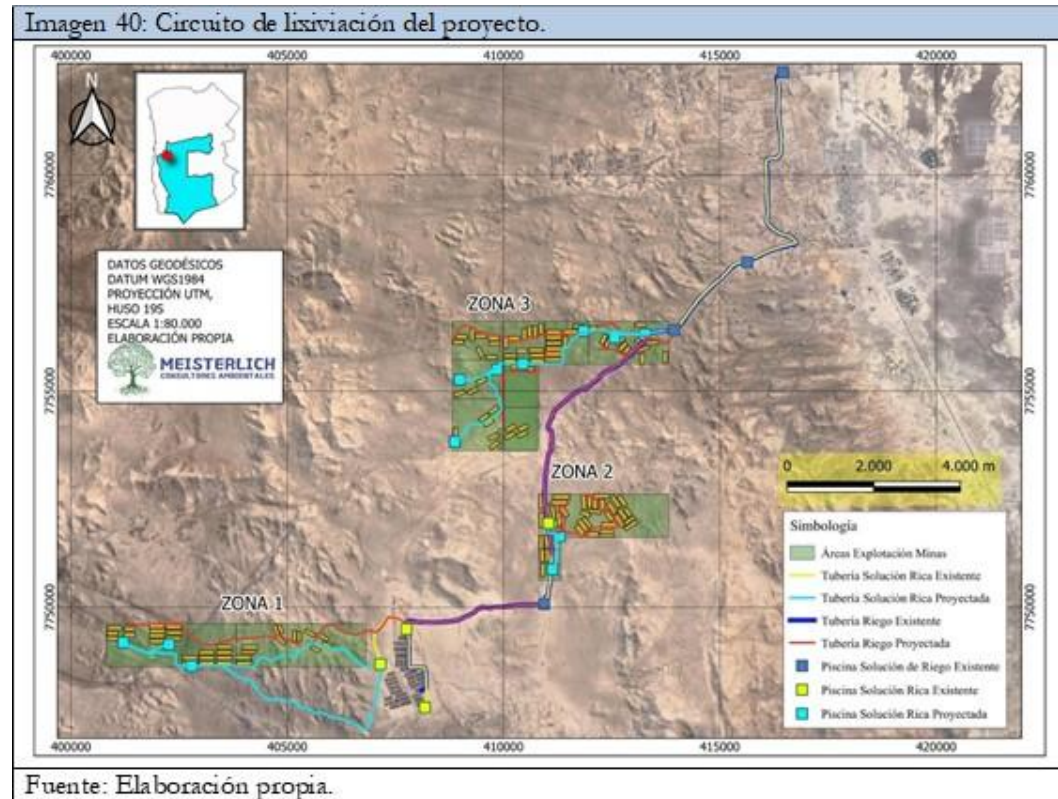 Imagen 40: Circuito de lixiviación del proyecto.
400000
405000
410000
415000
420000
N
7760000
7760000
DATOS GEODÉSICOS
DATUM WGS1984
PROYECCIÓN UTM,
HUSO 19S
ESCALA 1:80.000
ELABORACIÓN PROPIA
MEISTERLICH
CONSULTORES AMBIENTALES
ZONA 3
7755000
7755000
ZONA 2
0 2.000 4.000 m
Simbología
Áreas Explotación Minas
Tubería Solución Rica Existente
Tubería Solución Rica Proyectada
Tubería Riego Existente
Tubería Riego Proyectada
Piscina Solución de Riego Existente
Piscina Solución Rica Existente
Piscina Solución Rica Proyectada
ZONA 1
7750000
7750000
400000
405000
410000
415000
420000
Fuente: Elaboración propia.